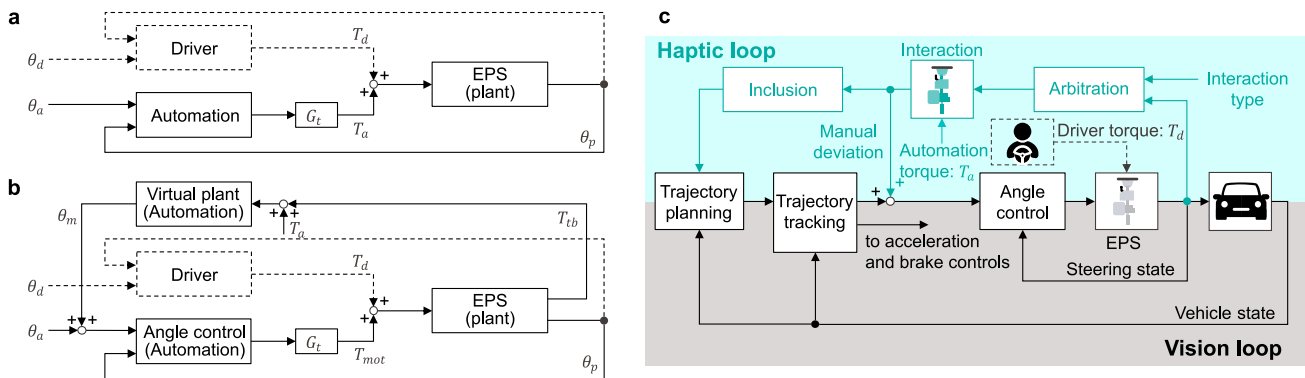 a
Driver
θd
Td
+
+
EPS
(plant)
θa
Automation
Gt
Ta
θp
b
Virtual plant
(Automation)
θm
+
+
Ta
Ttb
Driver
θd
Td
+
+
EPS
(plant)
θa
+
+
Angle control
(Automation)
Gt
Tmot
θp
c
Haptic loop
Interaction
Inclusion
Arbitration
Interaction
type
Manual
deviation
Automation
torque: Ta
Driver torque: Td
Trajectory
planning
Trajectory
tracking
+
+
Angle
control
EPS
to acceleration
and brake controls
Steering state
Vehicle state
Vision loop